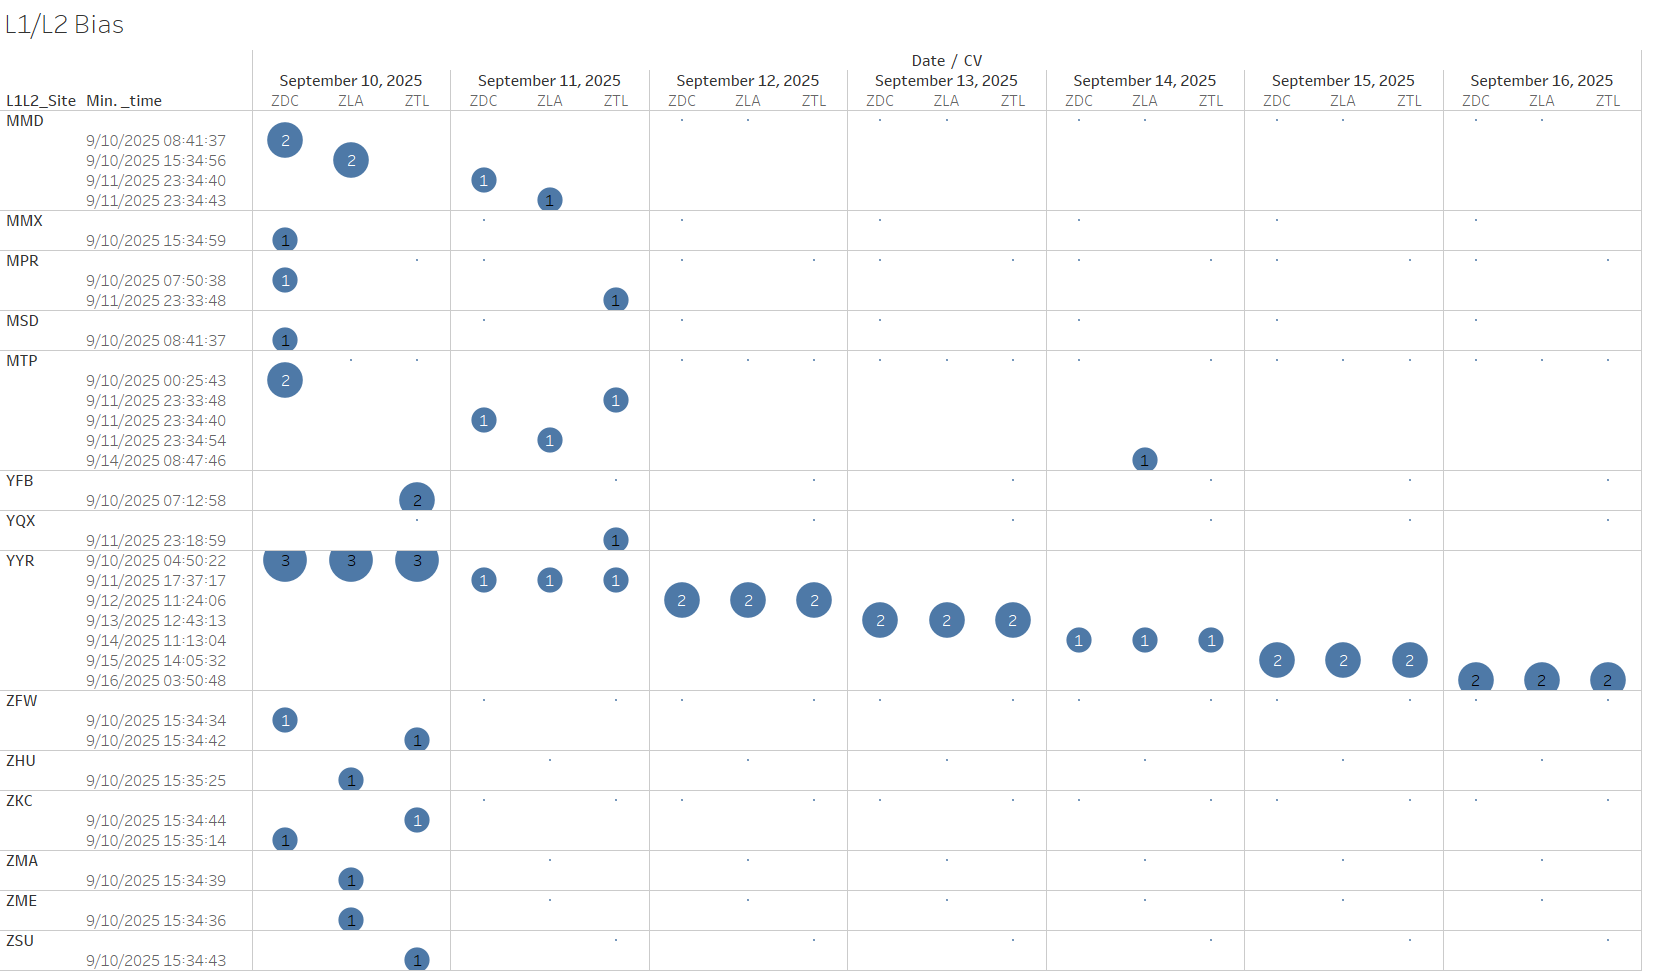 L1/L2 Bias
Date / CV
September 10, 2025 September 11, 2025 September 12, 2025 September 13, 2025 September 14, 2025 September 15, 2025 September 16, 2025
L1L2_Site Min. _time ZDC ZLA ZTL ZDC ZLA ZTL ZDC ZLA ZTL ZDC ZLA ZTL ZDC ZLA ZTL ZDC ZLA ZTL ZDC ZLA ZTL
MMD
9/10/2025 08:41:37 2
9/10/2025 15:34:56 2
9/11/2025 23:34:40 1
9/11/2025 23:34:43 1
MMX
9/10/2025 15:34:59 1
MPR
9/10/2025 07:50:38 1
9/11/2025 23:33:48 1
MSD
9/10/2025 08:41:37 1
MTP
9/10/2025 00:25:43 2
9/11/2025 23:33:48 1
9/11/2025 23:34:40 1
9/11/2025 23:34:54 1
9/14/2025 08:47:46 1
YFB
9/10/2025 07:12:58 2
YQX
9/11/2025 23:18:59 1
YYR 9/10/2025 04:50:22 3 3 3
9/11/2025 17:37:17 1 1 1
9/12/2025 11:24:06 2 2 2
9/13/2025 12:43:13 2 2 2
9/14/2025 11:13:04 1 1 1
9/15/2025 14:05:32 2 2 2
9/16/2025 03:50:48 2 2 2
ZFW
9/10/2025 15:34:34 1
9/10/2025 15:34:42 1
ZHU
9/10/2025 15:35:25 1
ZKC
9/10/2025 15:34:44 1
9/10/2025 15:35:14 1
ZMA
9/10/2025 15:34:39 1
ZME
9/10/2025 15:34:36 1
ZSU
9/10/2025 15:34:43 1